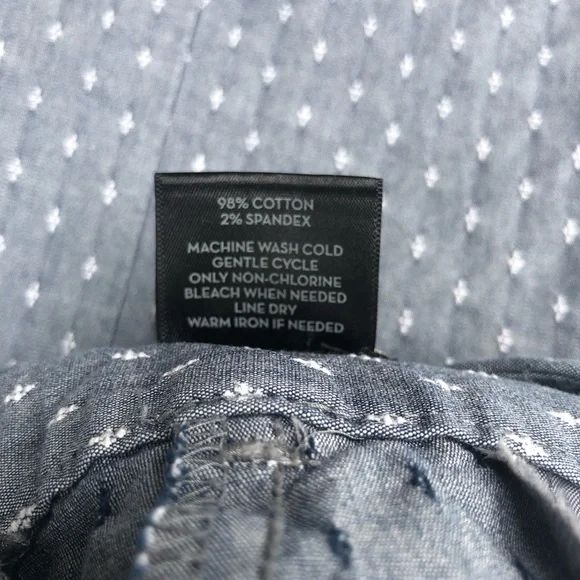 98% COTTON
2% SPANDEX
MACHINE WASH COLD
GENTLE CYCLE
ONLY NON-CHLORINE
BLEACH WHEN NEEDED
LINE DRY
WARM IRON IF NEEDED